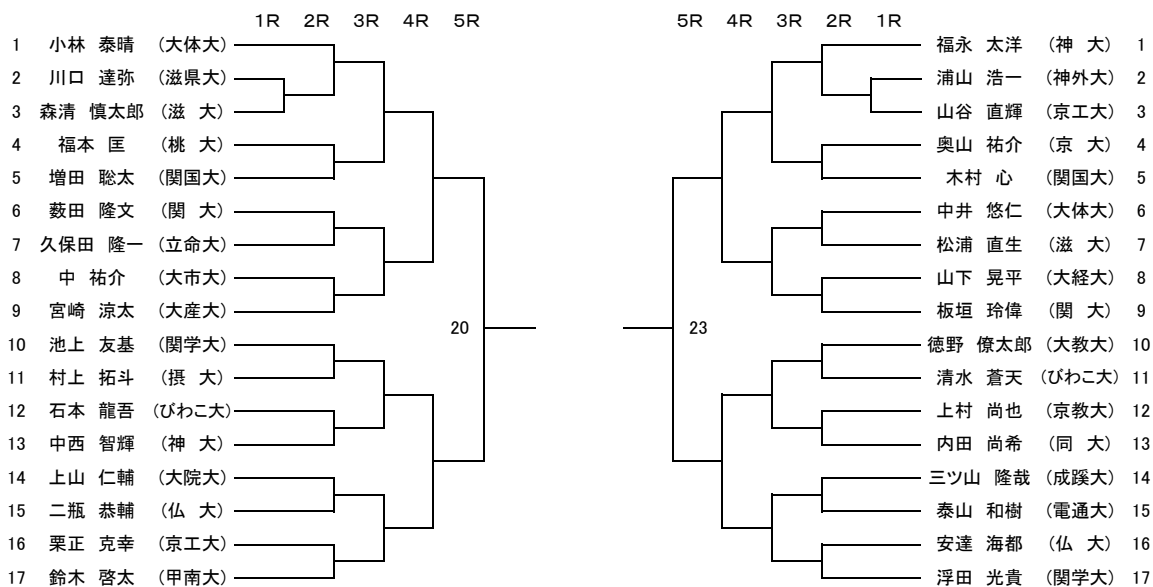 1R 2R 3R 4R 5R
1 小林 泰晴 (大体大)
2 川口 達弥 (滋県大)
3 森清 慎太郎 (滋 大)
4 福本 匡 (桃 大)
5 増田 聡太 (関国大)
6 薮田 隆文 (関 大)
7 久保田 隆一 (立命大)
8 中 祐介 (大市大)
9 宮崎 涼太 (大産大)
20
10 池上 友基 (関学大)
11 村上 拓斗 (摂 大)
12 石本 龍吾 (びわこ大)
13 中西 智輝 (神 大)
14 上山 仁輔 (大院大)
15 二瓶 恭輔 (仏 大)
16 栗正 克幸 (京工大)
17 鈴木 啓太 (甲南大)
5R 4R 3R 2R 1R
福永 太洋 (神 大) 1
浦山 浩一 (神外大) 2
山谷 直輝 (京工大) 3
奥山 祐介 (京 大) 4
木村 心 (関国大) 5
中井 悠仁 (大体大) 6
松浦 直生 (滋 大) 7
山下 晃平 (大経大) 8
板垣 玲偉 (関 大) 9
23
徳野 僚太郎 (大教大) 10
清水 蒼天 (びわこ大) 11
上村 尚也 (京教大) 12
内田 尚希 (同 大) 13
三ツ山 隆哉 (成蹊大) 14
泰山 和樹 (電通大) 15
安達 海都 (仏 大) 16
浮田 光貴 (関学大) 17